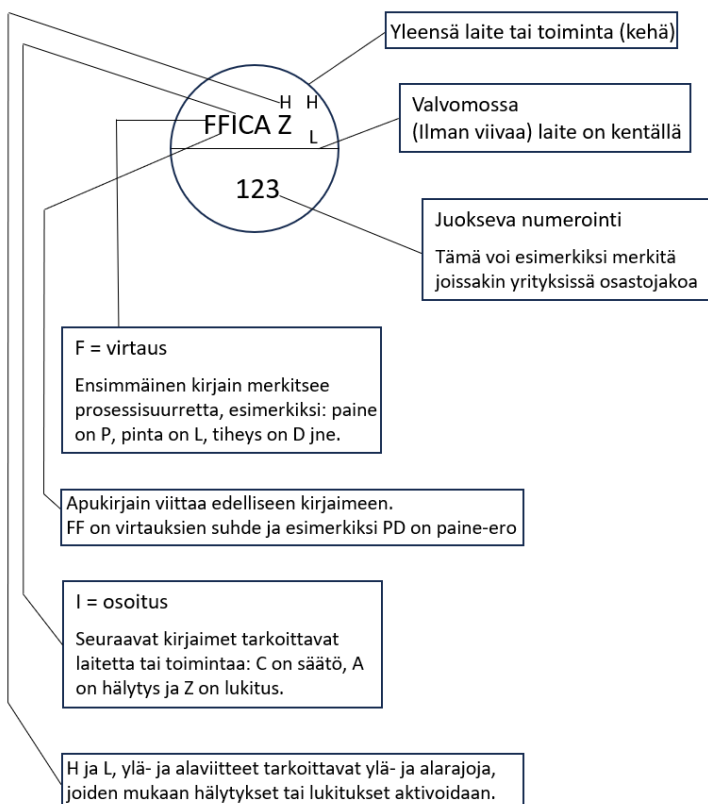 Yleensä laite tai toiminta (kehä)
H H
FFICA Z
L
123
Valvomossa
(Ilman viivaa) laite on kentällä
Juokseva numerointi
Tämä voi esimerkiksi merkitä
joissakin yrityksissä osastojakoa
F = virtaus
Ensimmäinen kirjain merkitsee
prosessisuurretta, esimerkiksi: paine
on P, pinta on L, tiheys on D jne.
Apukirjain viittaa edelliseen kirjaimeen.
FF on virtauksien suhde ja esimerkiksi PD on paine-ero
I = osoitus
Seuraavat kirjaimet tarkoittavat
laitetta tai toimintaa: C on säätö, A
on hälytys ja Z on lukitus.
H ja L, ylä- ja alaviitteet tarkoittavat ylä- ja alarajoja,
joiden mukaan hälytykset tai lukitukset aktivoidaan.